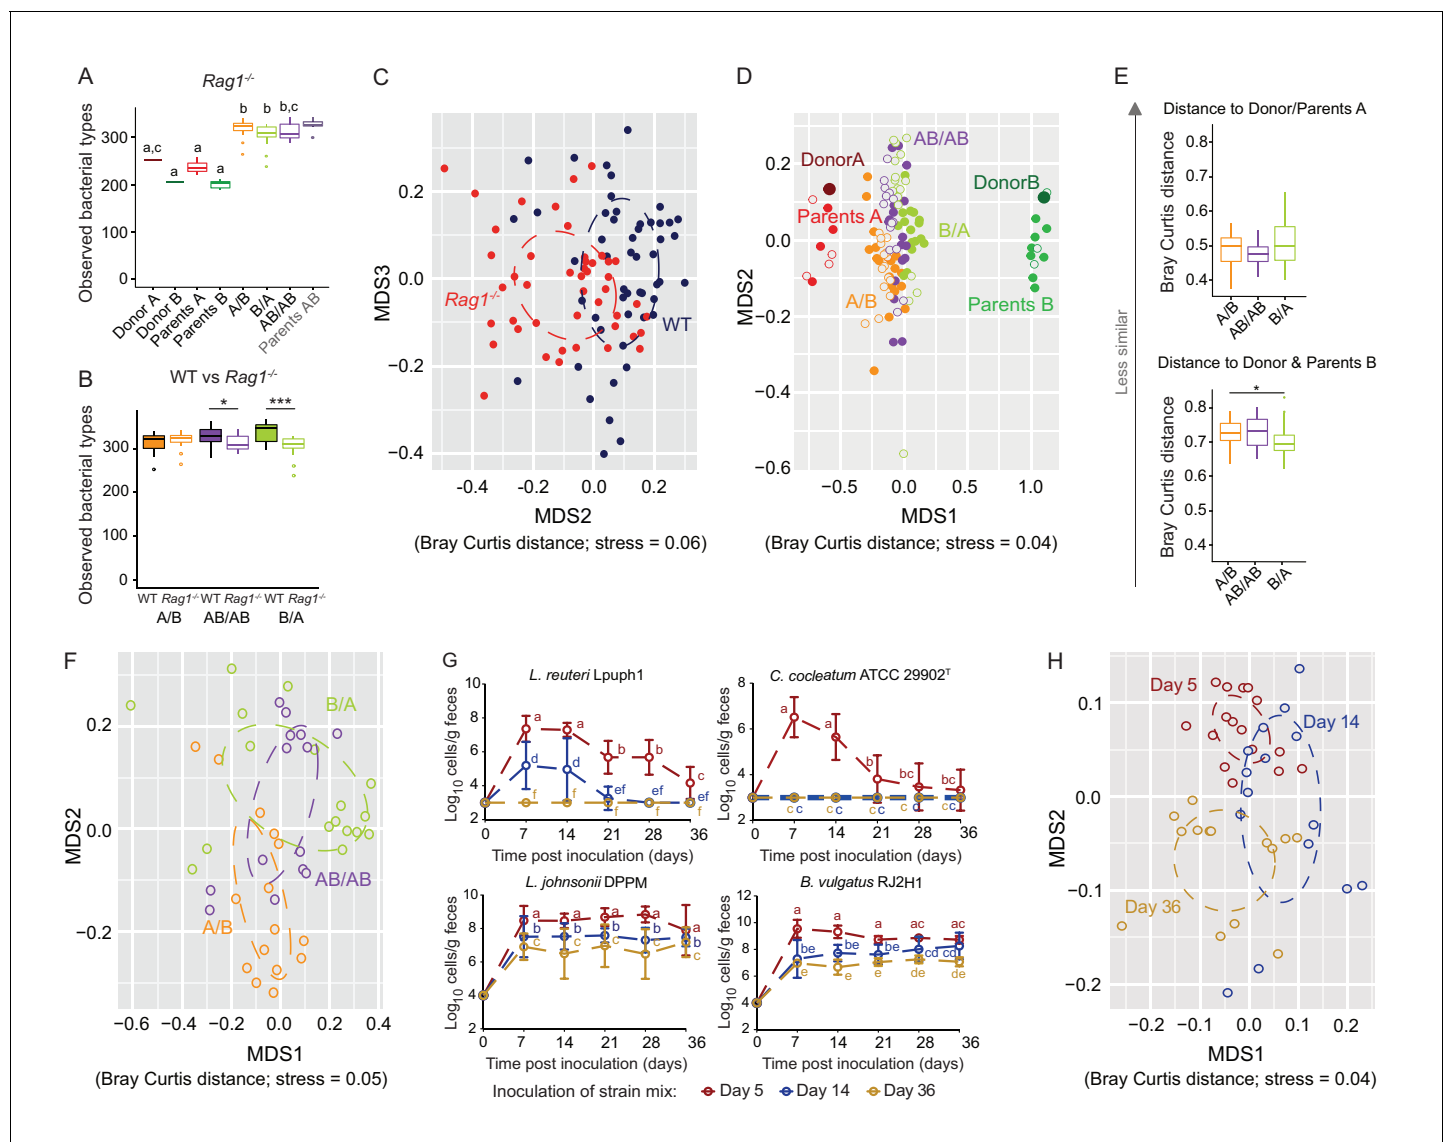 A
Rag1-/-
Observed bacterial types
300
200
100
0
a,c
a
a
a
b
b
b,c
Donor A
Donor B
Parents A
Parents B
A/B
B/A
AB/AB
Parents AB
B
WT vs Rag1-/-
Observed bacterial types
300
200
100
0
*
***
WT Rag1-/- WT Rag1-/- WT Rag1-/-
A/B AB/AB B/A
C
MDS3
0.2
0.0
−0.2
−0.4
Rag1-/-
WT
-0.4 -0.2 0.0 0.2
MDS2
(Bray Curtis distance; stress = 0.06)
D
MDS2
0.2
0.0
−0.2
−0.4
−0.6
AB/AB
DonorA
DonorB
Parents A
B/A
A/B
Parents B
−0.5 0.0 0.5 1.0
MDS1
(Bray Curtis distance; stress = 0.04)
E
Less similar
Distance to Donor/Parents A
Bray Curtis distance
0.8
0.7
0.6
0.5
0.4
A/B
AB/AB
B/A
Distance to Donor & Parents B
Bray Curtis distance
0.8
0.7
0.6
0.5
0.4
*
A/B
AB/AB
B/A
F
MDS2
0.2
0.0
−0.2
B/A
AB/AB
A/B
−0.6 −0.4 −0.2 0.0 0.2 0.4
MDS1
(Bray Curtis distance; stress = 0.05)
G
L. reuteri Lpuph1
Log10 cells/g feces
10
8
6
4
2
a a b b c
d d ef ef ef
f f f f f
0 7 14 21 28 36
Time post inoculation (days)
C. cocleatum ATCC 29902T
Log10 cells/g feces
8
6
4
2
a a b bc bc
c c c c c c c c c c
0 7 14 21 28 36
Time post inoculation (days)
L. johnsonii DPPM
Log10 cells/g feces
10
8
6
4
2
a a a a a
b b b b b
c c c c c
0 7 14 21 28 36
Time post inoculation (days)
B. vulgatus RJ2H1
Log10 cells/g feces
12
10
8
6
4
2
a a a ac ac
be be be cd cd
e e e de de
0 7 14 21 28 36
Time post inoculation (days)
Inoculation of strain mix: Day 5 Day 14 Day 36
H
MDS2
0.1
0.0
−0.1
−0.2
Day 5
Day 14
Day 36
−0.2 −0.1 0.0 0.1 0.2
MDS1
(Bray Curtis distance; stress = 0.04)